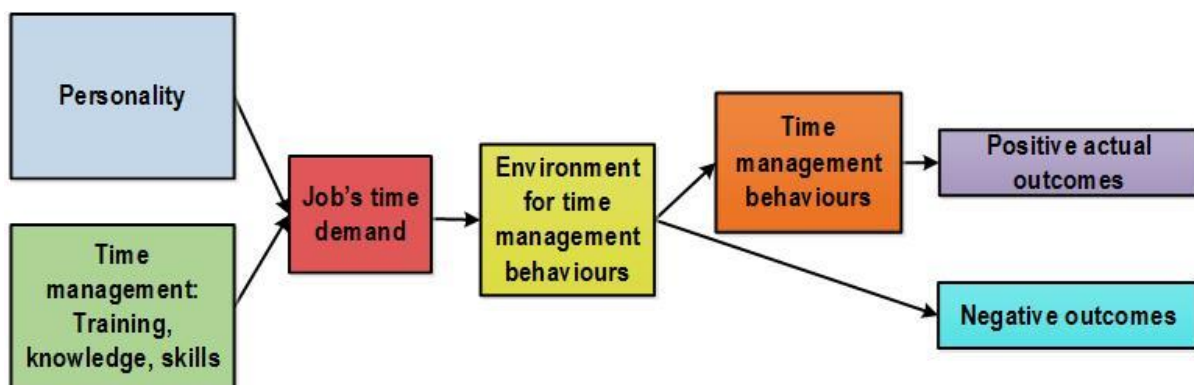 Personality
Time
management:
Training,
knowledge, skills
Job's time
demand
Environment
for time
management
behaviours
Time
management
behaviours
Positive actual
outcomes
Negative outcomes